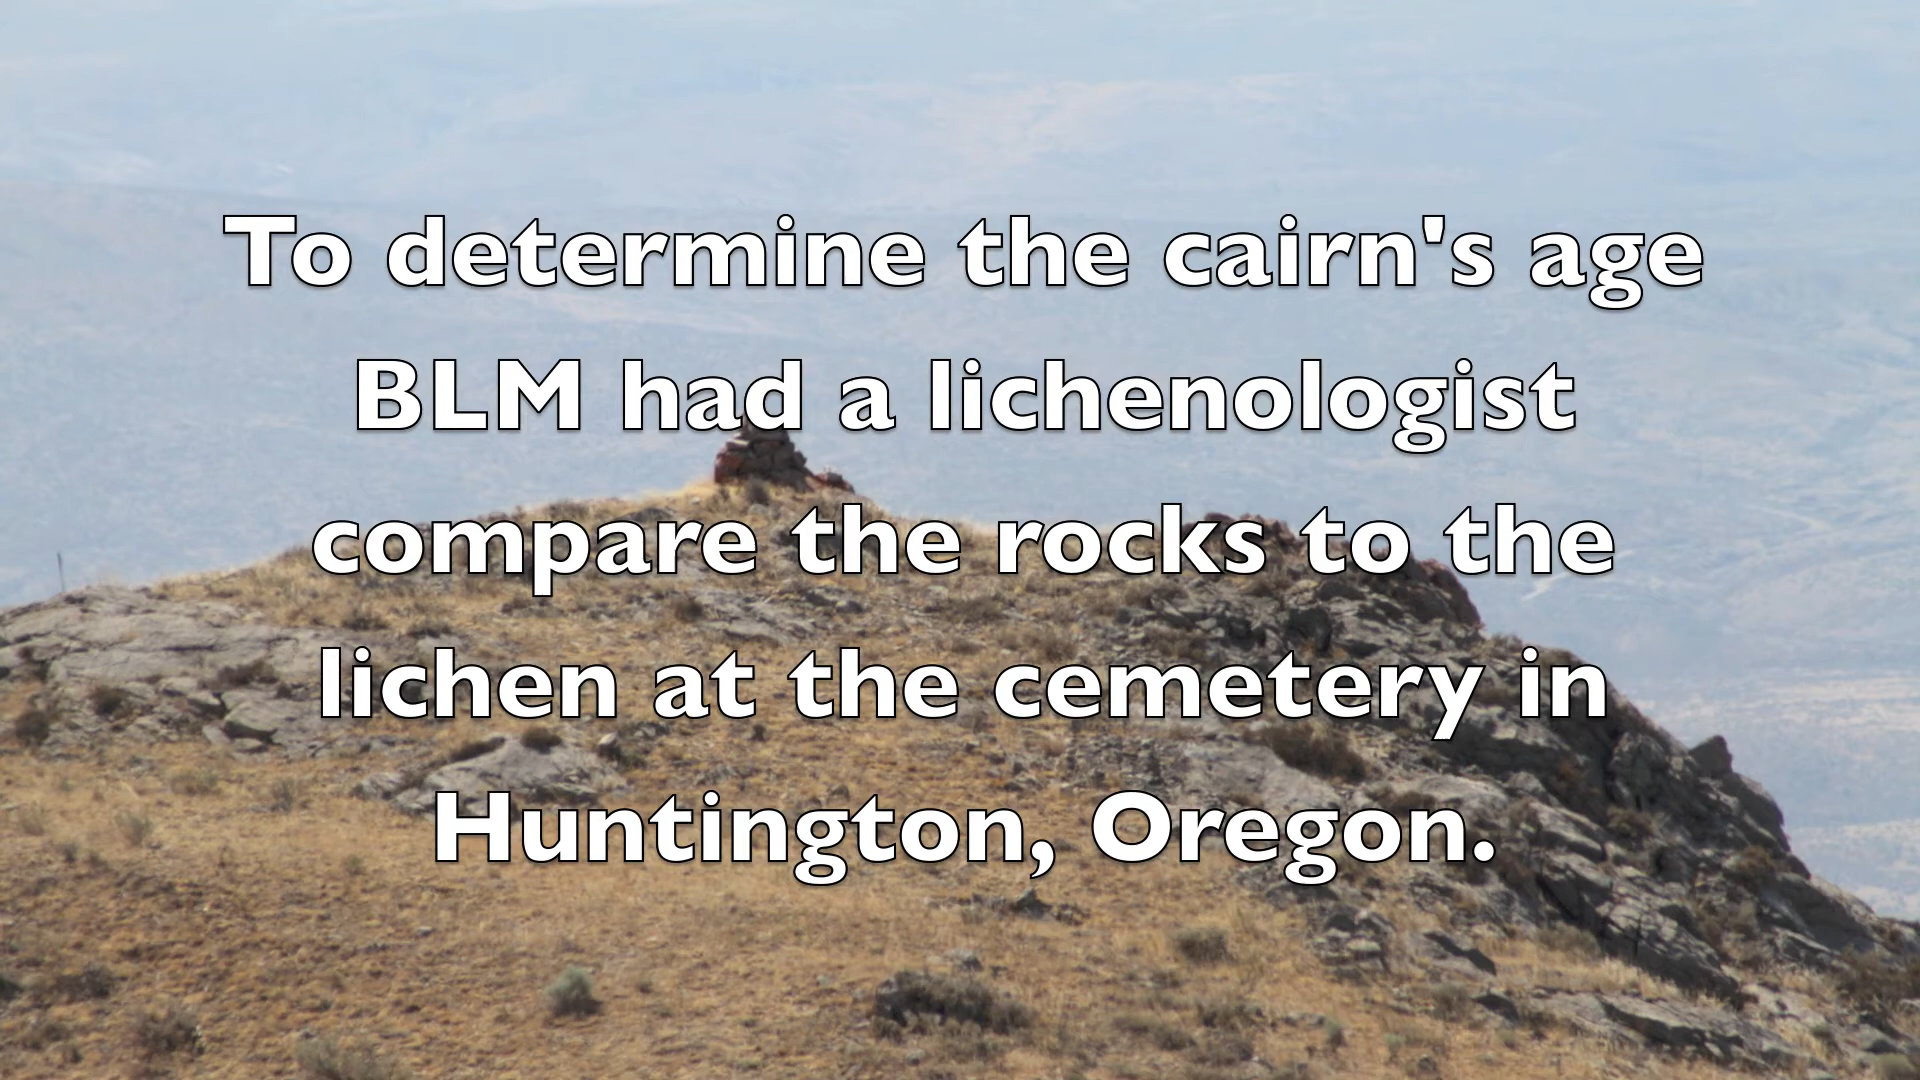 To determine the cairn's age
BLM had a lichenologist
compare the rocks to the
lichen at the cemetery in
Huntington, Oregon.